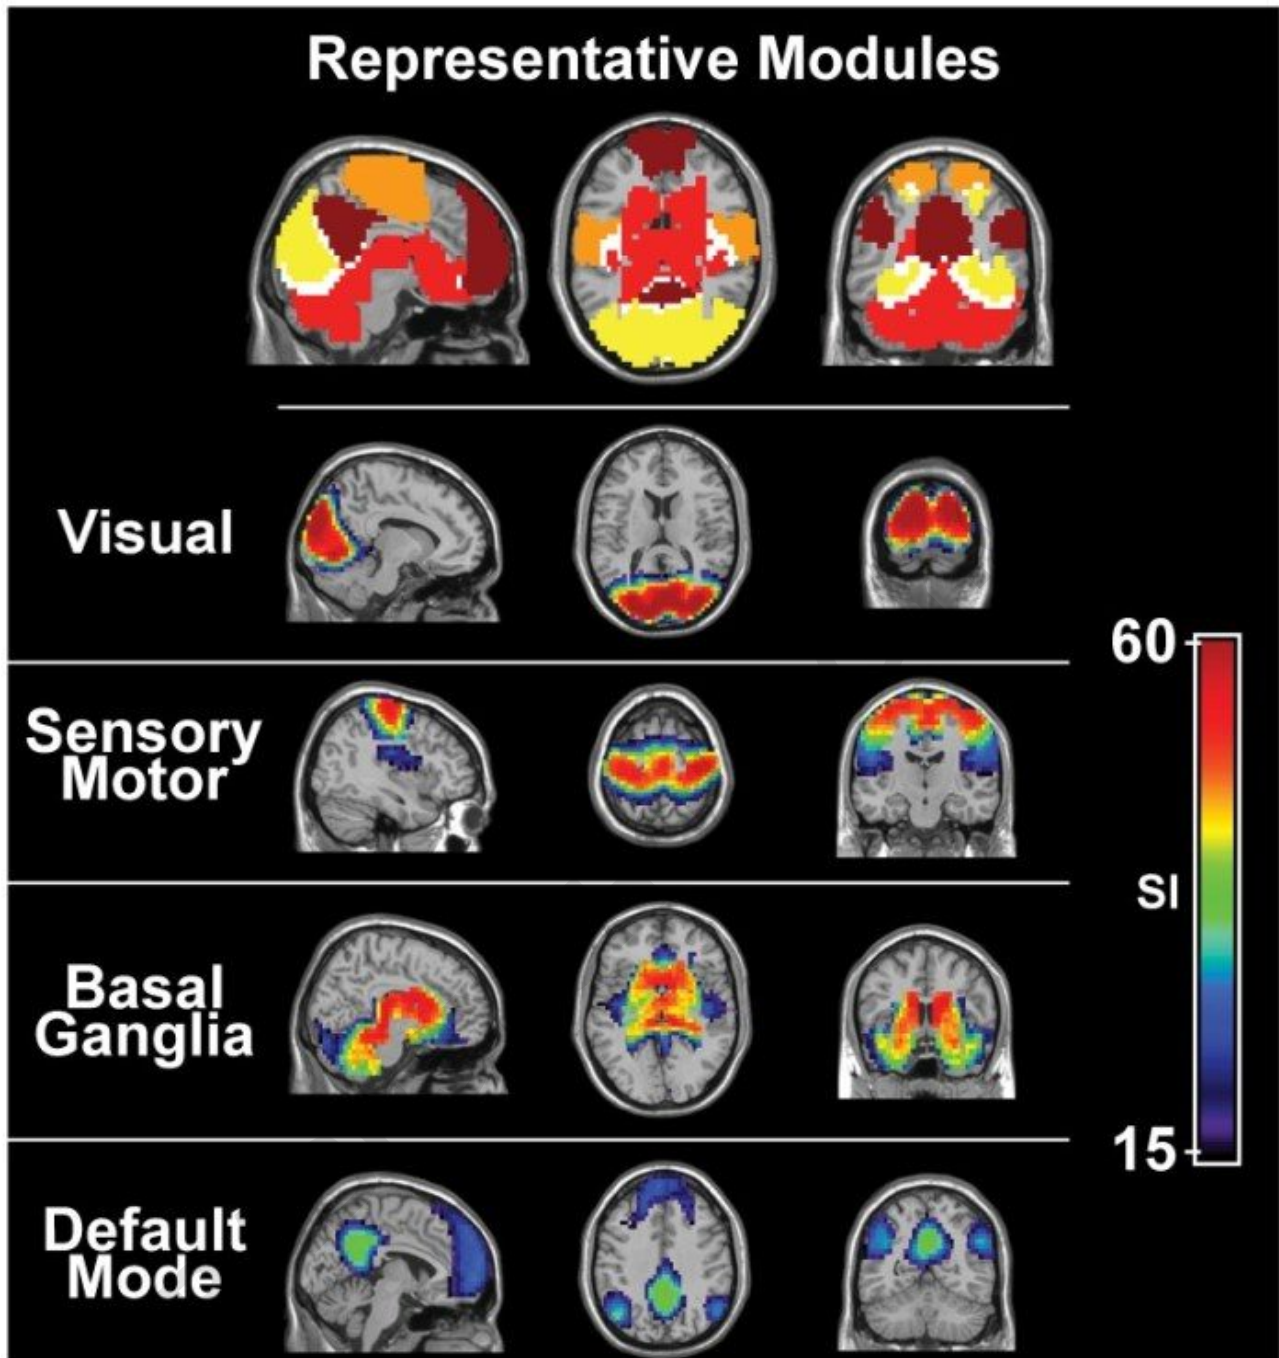 Representative Modules
Visual
60
Sensory
Motor
SI
Basal
Ganglia
15
Default
Mode